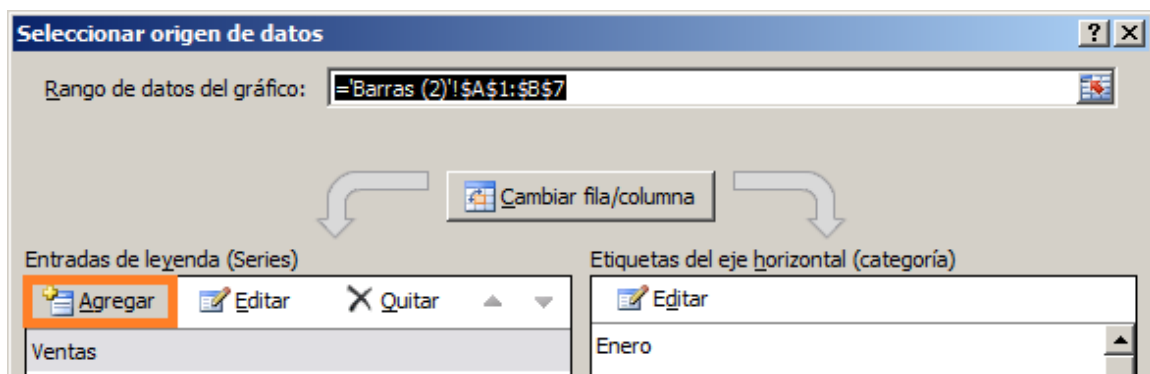 Seleccionar origen de datos
Rango de datos del gráfico: ='Barras (2)'!$A$1:$B$7
Cambiar fila/columna
Entradas de leyenda (Series)
Etiquetas del eje horizontal (categoría)
Agregar Editar Quitar
Editar
Ventas
Enero